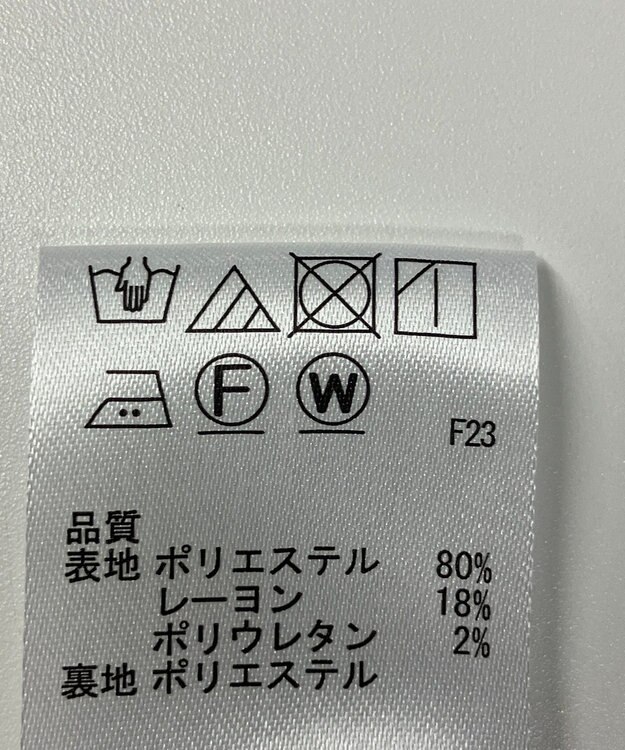 F W F23
品質
表地 ポリエステル 80%
レーヨン 18%
ポリウレタン 2%
裏地 ポリエステル